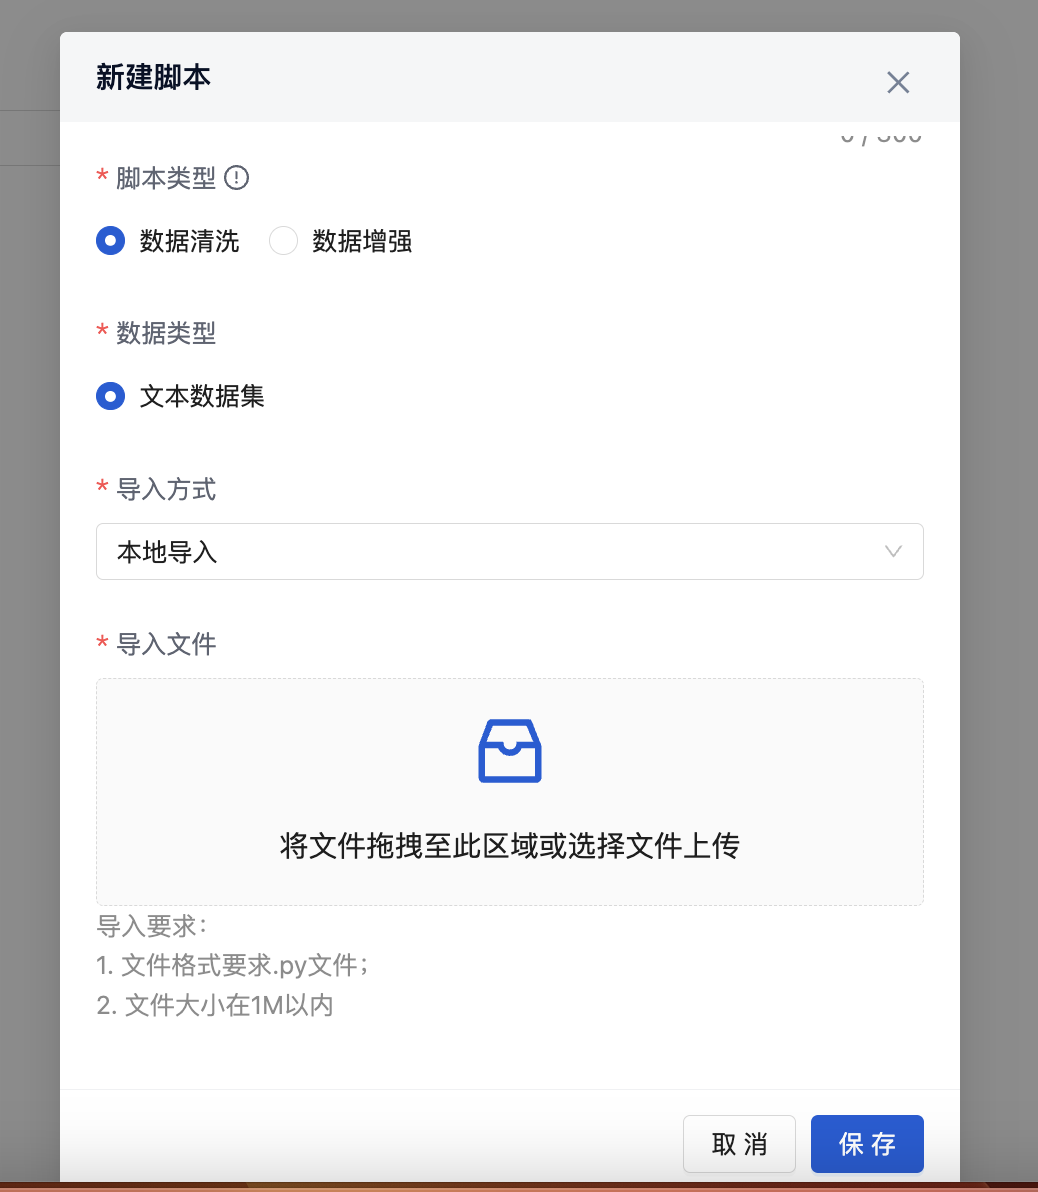 新建脚本
* 脚本类型
数据清洗 数据增强
* 数据类型
文本数据集
* 导入方式
本地导入
* 导入文件
将文件拖拽至此区域或选择文件上传
导入要求：
1. 文件格式要求.py文件；
2. 文件大小在1M以内
取 消 保 存